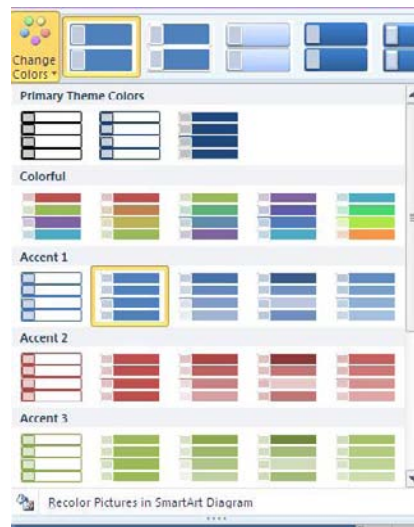 Change
Colors
Primary Theme Colors
Colorful
Accent 1
Accent 2
Accent 3
Recolor Pictures in SmartArt Diagram